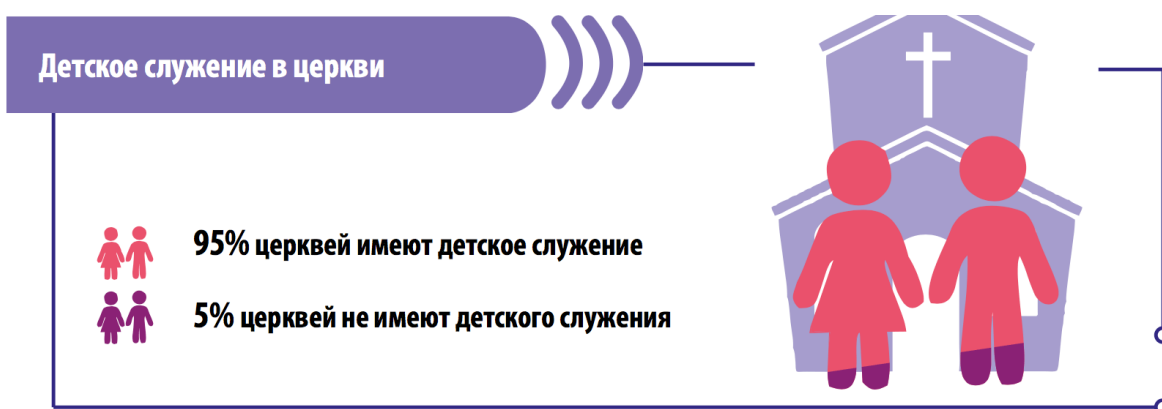 Детское служение в церкви
95% церквей имеют детское служение
5% церквей не имеют детского служения